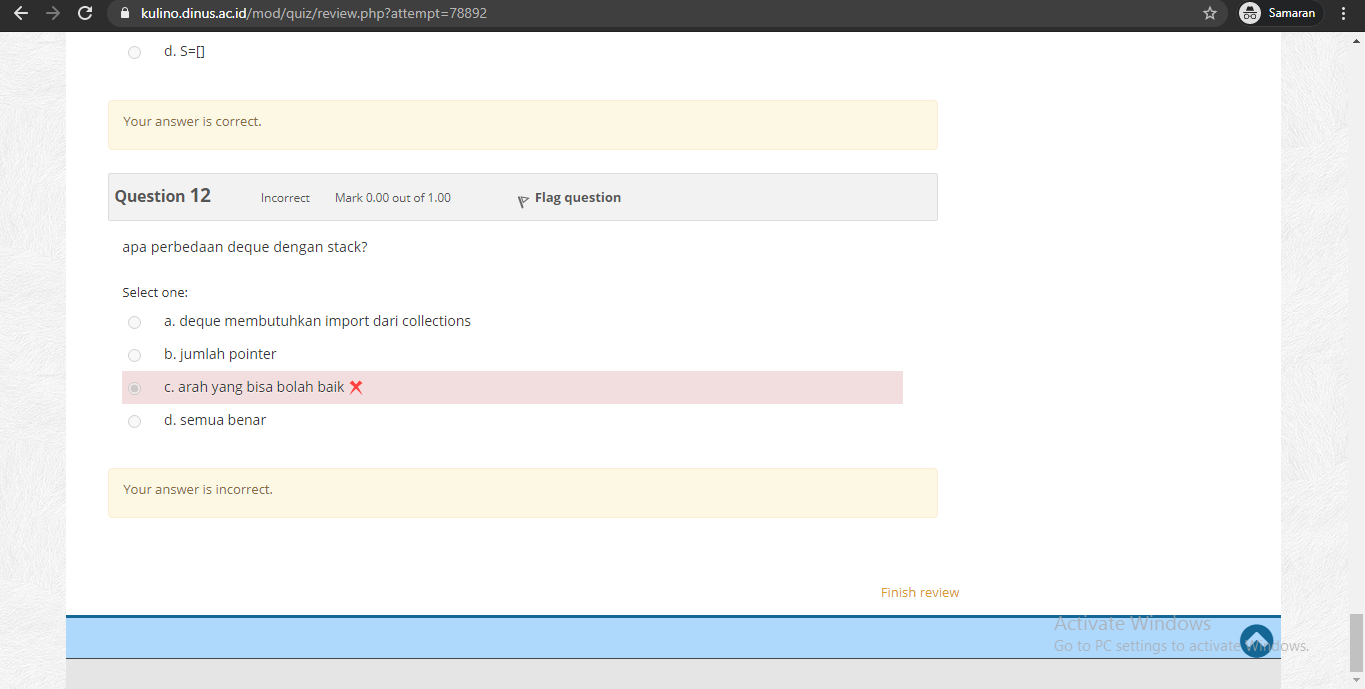 kulino.dinus.ac.id/mod/quiz/review.php?attempt=78892
Samaran
d. S=[]
Your answer is correct.
Question 12
Incorrect
Mark 0.00 out of 1.00
Flag question
apa perbedaan deque dengan stack?
Select one:
a. deque membutuhkan import dari collections
b. jumlah pointer
c. arah yang bisa bolah baik
d. semua benar
Your answer is incorrect.
Finish review
Activate Windows
Go to PC settings to activate Windows.